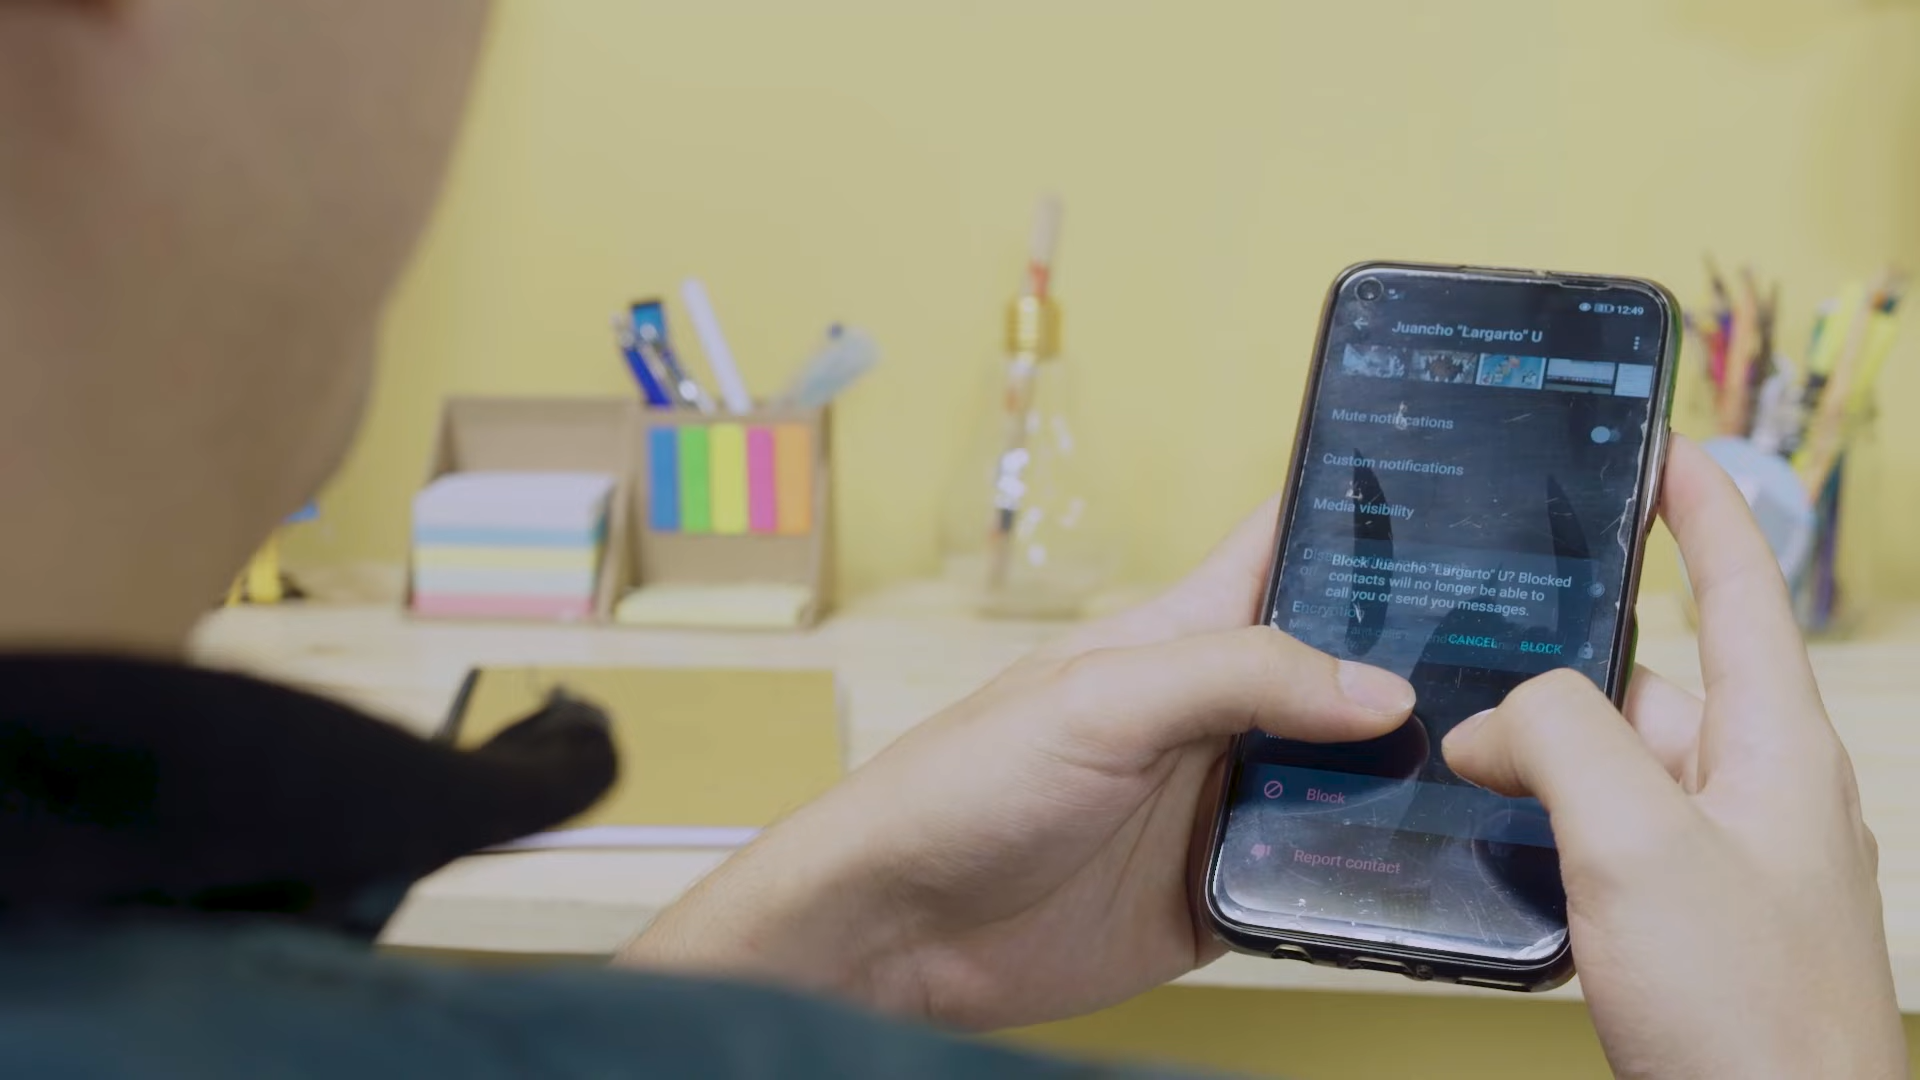 12:49
Juancho "Largarto" U
Mute notifications
Custom notifications
Media visibility
Block Juancho "Largarto" U? Blocked
contacts will no longer be able to
call you or send you messages.
Encryption
CANCEL BLOCK
Block
Report contact